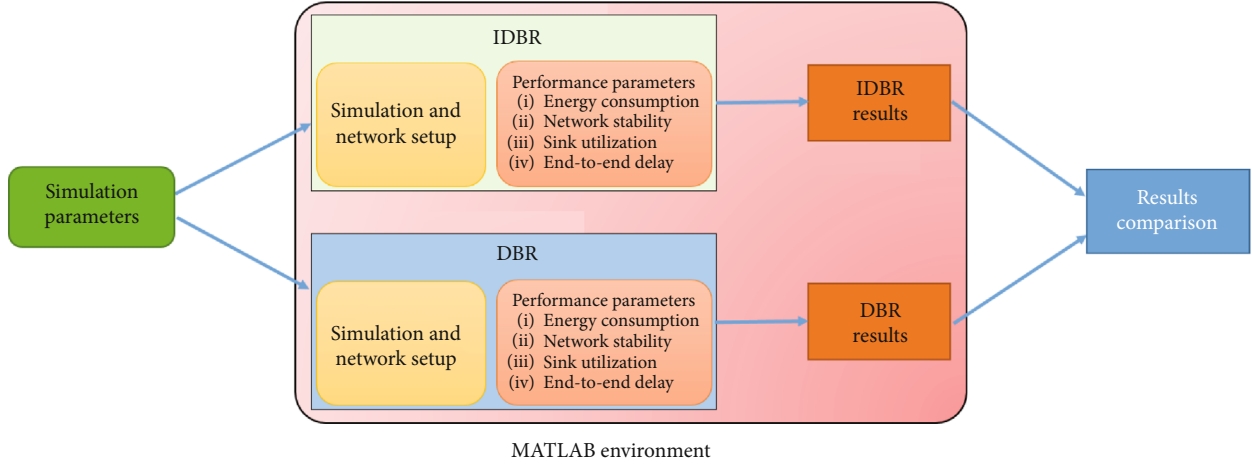 Simulation
parameters
IDBR
Simulation and
network setup
Performance parameters
(i) Energy consumption
(ii) Network stability
(iii) Sink utilization
(iv) End-to-end delay
IDBR
results
DBR
Simulation and
network setup
Performance parameters
(i) Energy consumption
(ii) Network stability
(iii) Sink utilization
(iv) End-to-end delay
DBR
results
Results
comparison
MATLAB environment